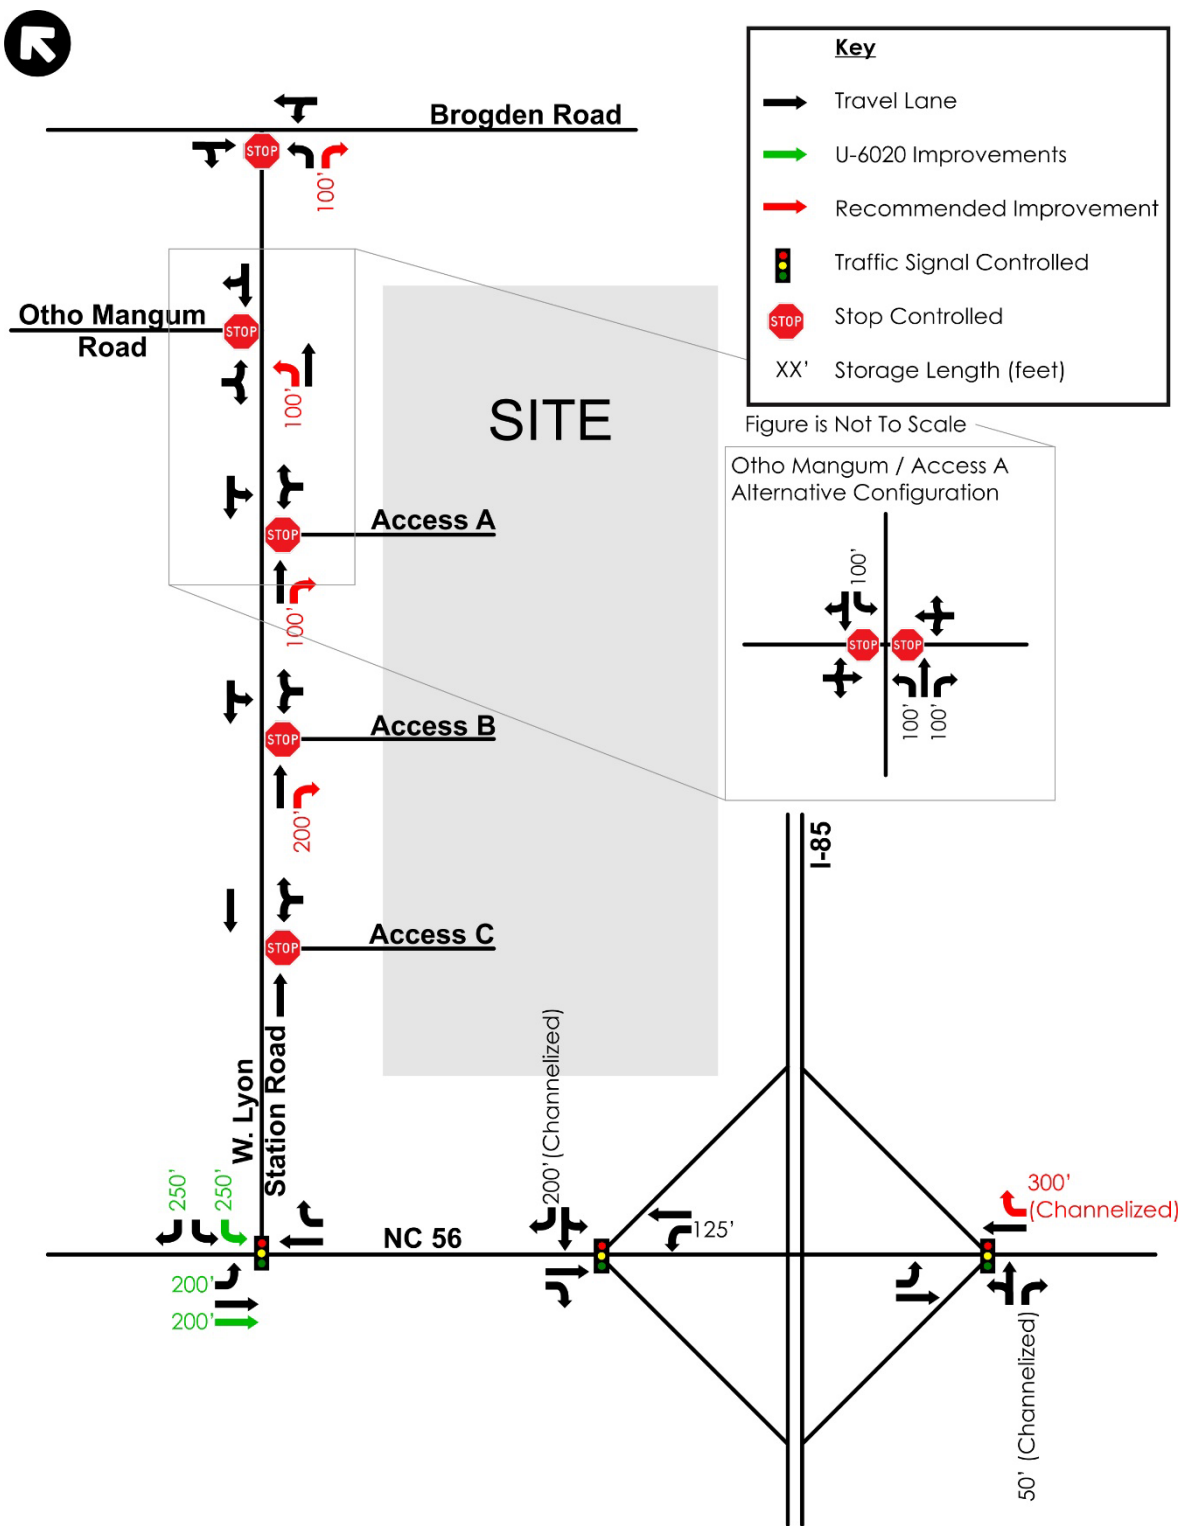 Key
Travel Lane
U-6020 Improvements
Recommended Improvement
Traffic Signal Controlled
STOP
Stop Controlled
XX' Storage Length (feet)
Figure is Not To Scale
Brogden Road
STOP
100'
Otho Mangum
Road
STOP
100'
SITE
Otho Mangum / Access A
Alternative Configuration
100'
STOP
STOP
100'
100'
Access A
STOP
100'
Access B
STOP
200'
Access C
STOP
I-85
W. Lyon
Station Road
200' (Channelized)
250'
250'
NC 56
125'
300'
(Channelized)
200'
200'
50' (Channelized)